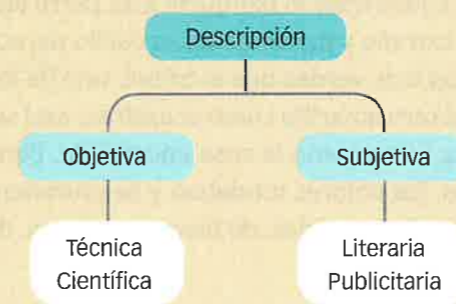 Descripción
Objetiva
Subjetiva
Técnica
Científica
Literaria
Publicitaria